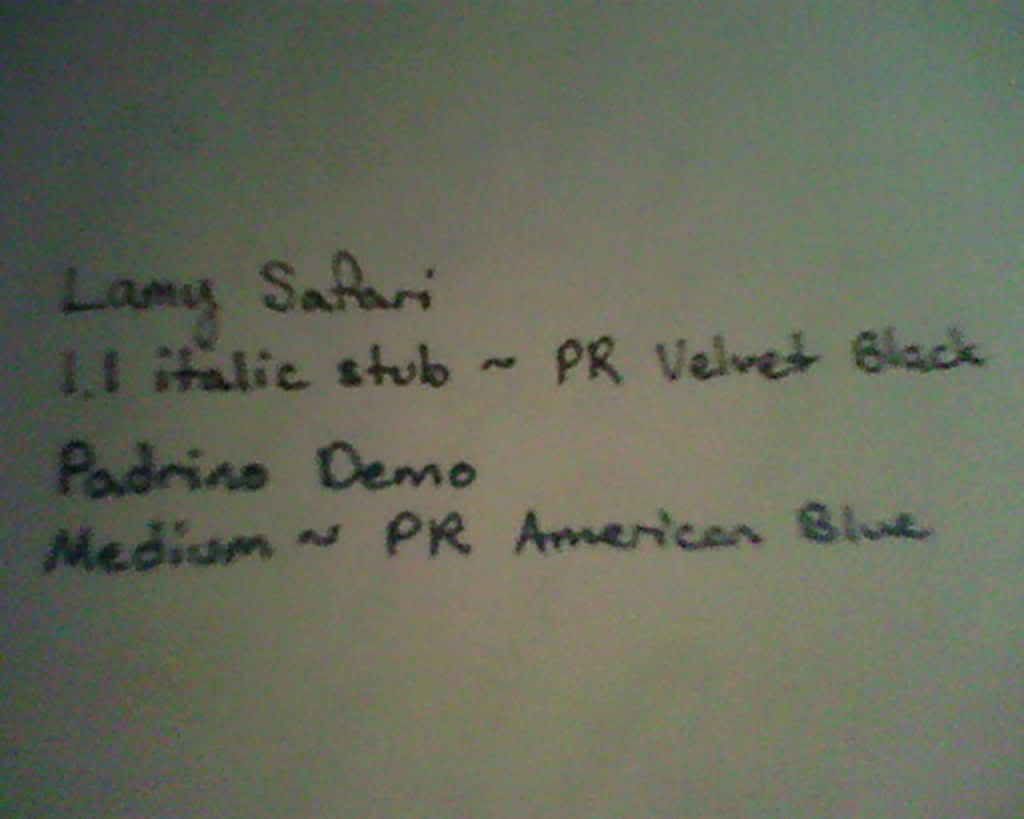 Lamy Safari
1.1 italic stub ~ PR Velvet Black
Padrino Demo
Medium ~ PR American Blue